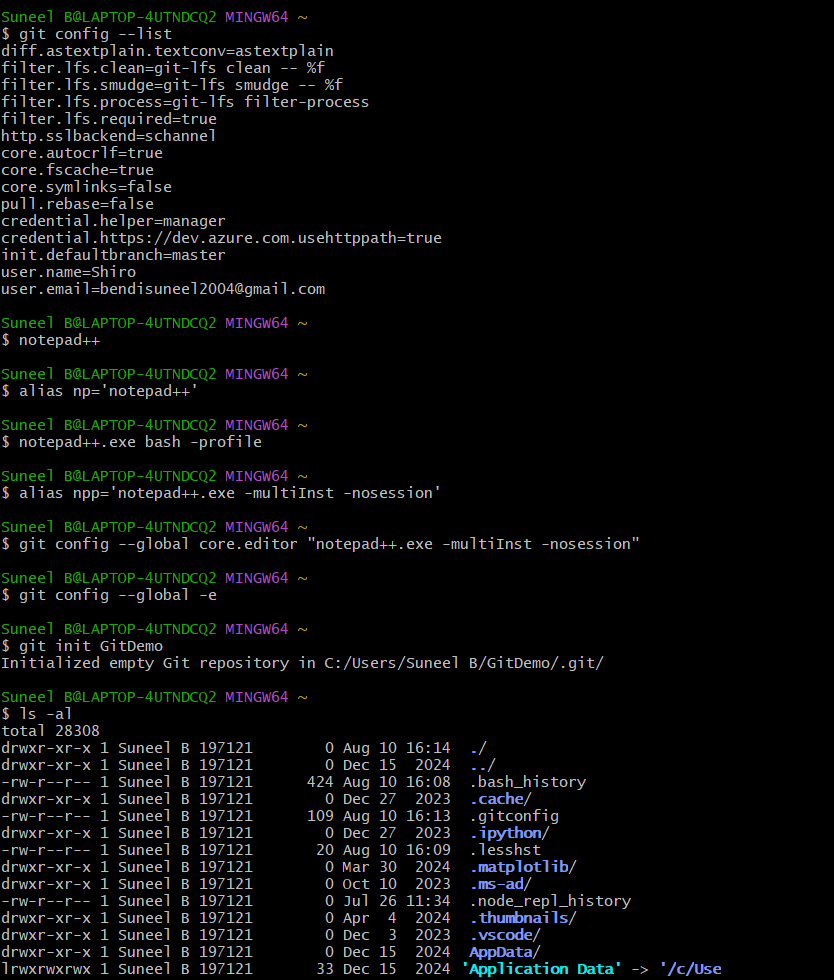 Suneel B@LAPTOP-4UTNDCQ2 MINGW64 ~
$ git config --list
diff.astextplain.textconv=astextplain
filter.lfs.clean=git-lfs clean -- %f
filter.lfs.smudge=git-lfs smudge -- %f
filter.lfs.process=git-lfs filter-process
filter.lfs.required=true
http.sslbackend=schannel
core.autocrlf=true
core.fscache=true
core.symlinks=false
pull.rebase=false
credential.helper=manager
credential.https://dev.azure.com.usehttppath=true
init.defaultbranch=master
user.name=Shiro
user.email=bendisuneel2004@gmail.com
Suneel B@LAPTOP-4UTNDCQ2 MINGW64 ~
$ notepad++
Suneel B@LAPTOP-4UTNDCQ2 MINGW64 ~
$ alias np='notepad++'
Suneel B@LAPTOP-4UTNDCQ2 MINGW64 ~
$ notepad++.exe bash -profile
Suneel B@LAPTOP-4UTNDCQ2 MINGW64 ~
$ alias npp='notepad++.exe -multiInst -nosession'
Suneel B@LAPTOP-4UTNDCQ2 MINGW64 ~
$ git config --global core.editor "notepad++.exe -multiInst -nosession"
Suneel B@LAPTOP-4UTNDCQ2 MINGW64 ~
$ git config --global -e
Suneel B@LAPTOP-4UTNDCQ2 MINGW64 ~
$ git init GitDemo
Initialized empty Git repository in C:/Users/Suneel B/GitDemo/.git/
Suneel B@LAPTOP-4UTNDCQ2 MINGW64 ~
$ ls -al
total 28308
drwxr-xr-x 1 Suneel B 197121        0 Aug 10 16:14  ./
drwxr-xr-x 1 Suneel B 197121        0 Dec 15  2024  ../
-rw-r--r-- 1 Suneel B 197121      424 Aug 10 16:08  .bash_history
drwxr-xr-x 1 Suneel B 197121        0 Dec 27  2023  .cache/
-rw-r--r-- 1 Suneel B 197121      109 Aug 10 16:13  .gitconfig
drwxr-xr-x 1 Suneel B 197121        0 Dec 27  2023  .ipython/
-rw-r--r-- 1 Suneel B 197121       20 Aug 10 16:09  .lesshst
drwxr-xr-x 1 Suneel B 197121        0 Mar 30  2024  .matplotlib/
drwxr-xr-x 1 Suneel B 197121        0 Oct 10  2023  .ms-ad/
-rw-r--r-- 1 Suneel B 197121        0 Jul 26 11:34  .node_repl_history
drwxr-xr-x 1 Suneel B 197121        0 Apr  4  2024  .thumbnails/
drwxr-xr-x 1 Suneel B 197121        0 Dec  3  2023  .vscode/
drwxr-xr-x 1 Suneel B 197121        0 Dec 15  2024  AppData/
lrwxrwxrwx 1 Suneel B 197121       33 Dec 15  2024 'Application Data' -> '/c/Use